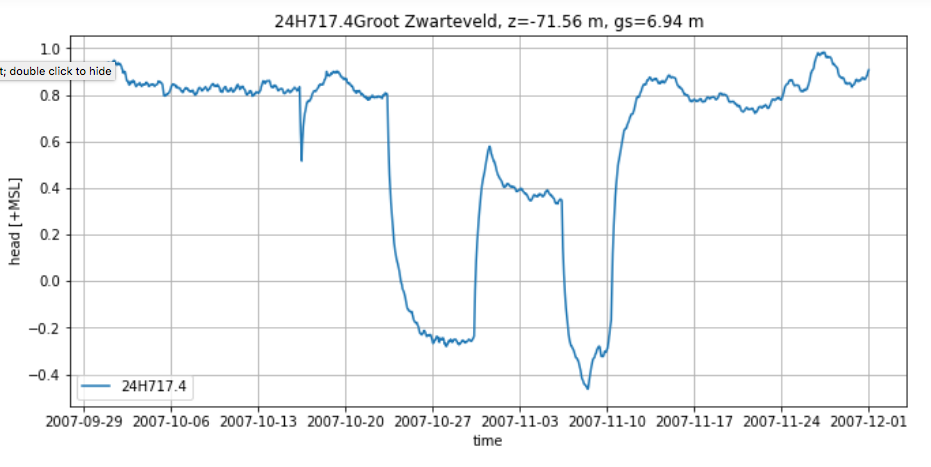 24H717.4Groot Zwarteveld, z=-71.56 m, gs=6.94 m
t; double click to hide
1.0
0.8
0.6
0.4
0.2
0.0
−0.2
−0.4
head [+MSL]
24H717.4
2007-09-29 2007-10-06 2007-10-13 2007-10-20 2007-10-27 2007-11-03 2007-11-10 2007-11-17 2007-11-24 2007-12-01
time